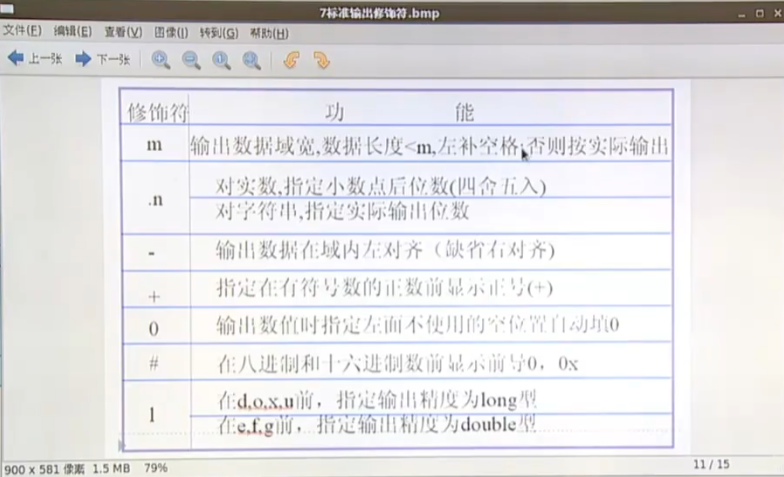 7标准输出修饰符.bmp
文件(F) 编辑(E) 查看(V) 图像(I) 转到(G) 帮助(H)
上一张 下一张
修饰符 功 能
m 输出数据域宽,数据长度<m,左补空格;否则按实际输出
.n 对实数,指定小数点后位数(四舍五入)
对字符串,指定实际输出位数
- 输出数据在域内左对齐（缺省右对齐)
+ 指定在有符号数的正数前显示正号(+)
0 输出数值时指定左面不使用的空位置自动填0
# 在八进制和十六进制数前显示前导0，0x
l 在d,o,x,u前，指定输出精度为long型
在e,f,g前，指定输出精度为double型
900 x 581 像素 1.5 MB 79% 11 / 15